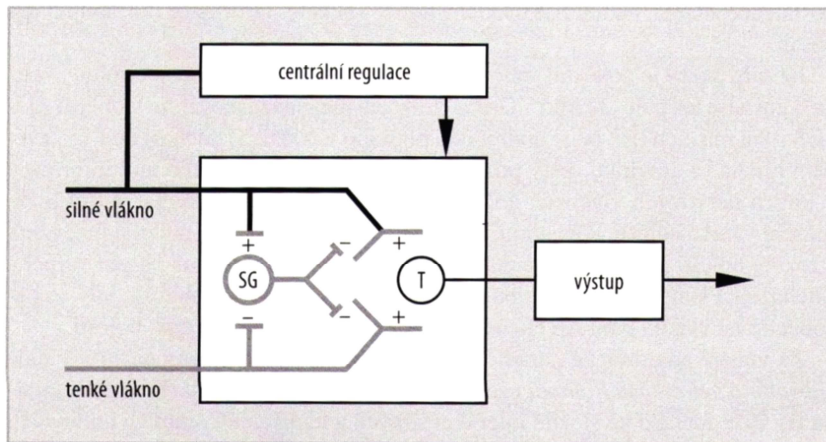 centrální regulace
silné vlákno
+
–
+
SG
T
výstup
–
–
+
tenké vlákno